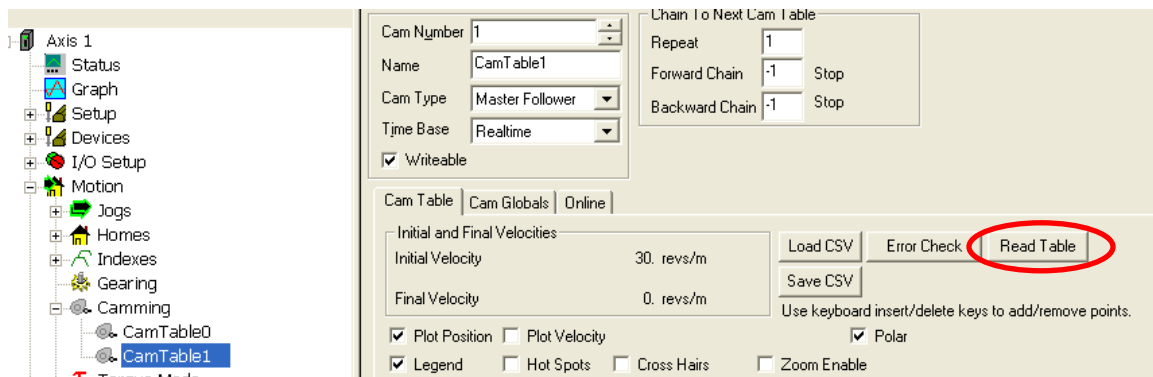 Axis 1
Status
Graph
Setup
Devices
I/O Setup
Motion
Jogs
Homes
Indexes
Gearing
Camming
CamTable0
CamTable1
Cam Number 1
Name CamTable1
Cam Type Master Follower
Time Base Realtime
Writeable
Chain To Next Cam Table
Repeat 1
Forward Chain -1 Stop
Backward Chain -1 Stop
Cam Table Cam Globals Online
Initial and Final Velocities
Initial Velocity 30. revs/m
Final Velocity 0. revs/m
Load CSV Error Check Read Table
Save CSV
Use keyboard insert/delete keys to add/remove points.
Plot Position Plot Velocity Polar
Legend Hot Spots Cross Hairs Zoom Enable